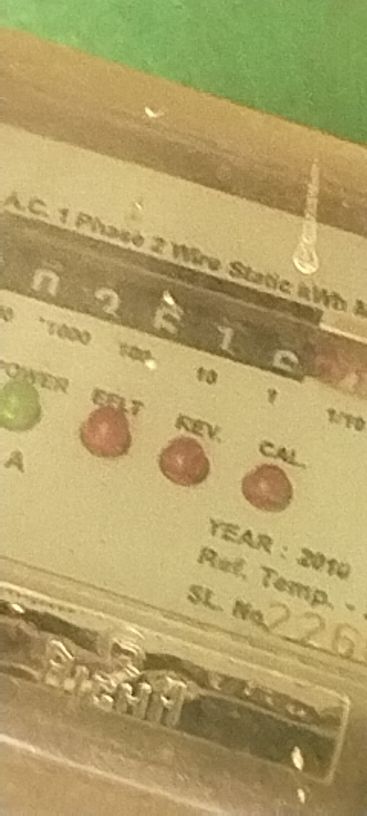 A.C. 1 Phase 2 Wire Static kWh
1000 100 10 1 1/10
POWER EELT REV. CAL.
A
YEAR : 2010
Ref. Temp. -
SL. No. 226